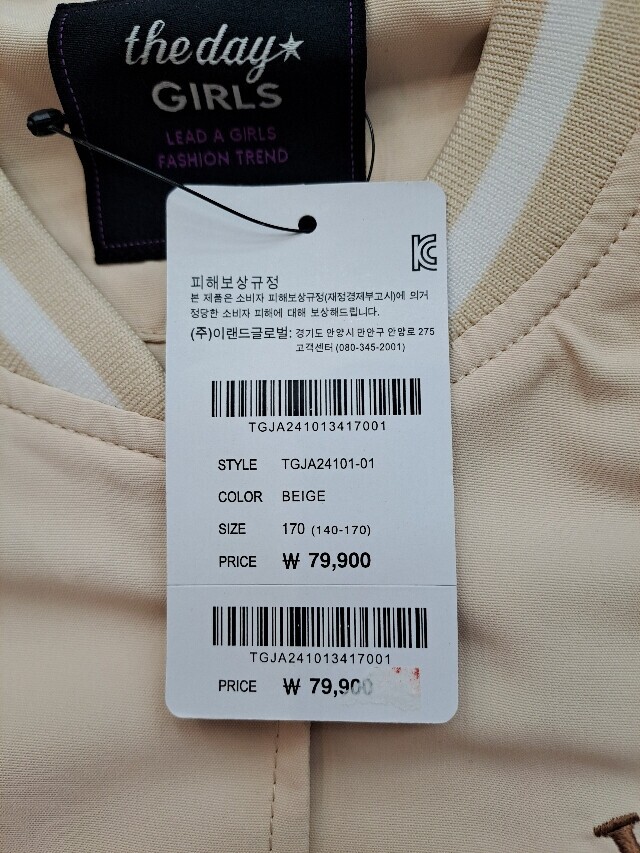 the day★
GIRLS
LEAD A GIRLS
FASHION TREND
피해보상규정
본 제품은 소비자 피해보상규정(재정경제부고시)에 의거
정당한 소비자 피해에 대해 보상해드립니다.
(주)이랜드글로벌: 경기도 안양시 만안구 안양로 275
고객센터 (080-345-2001)
TGJA241013417001
STYLE TGJA24101-01
COLOR BEIGE
SIZE 170 (140-170)
PRICE ₩ 79,900
TGJA241013417001
PRICE ₩ 79,900